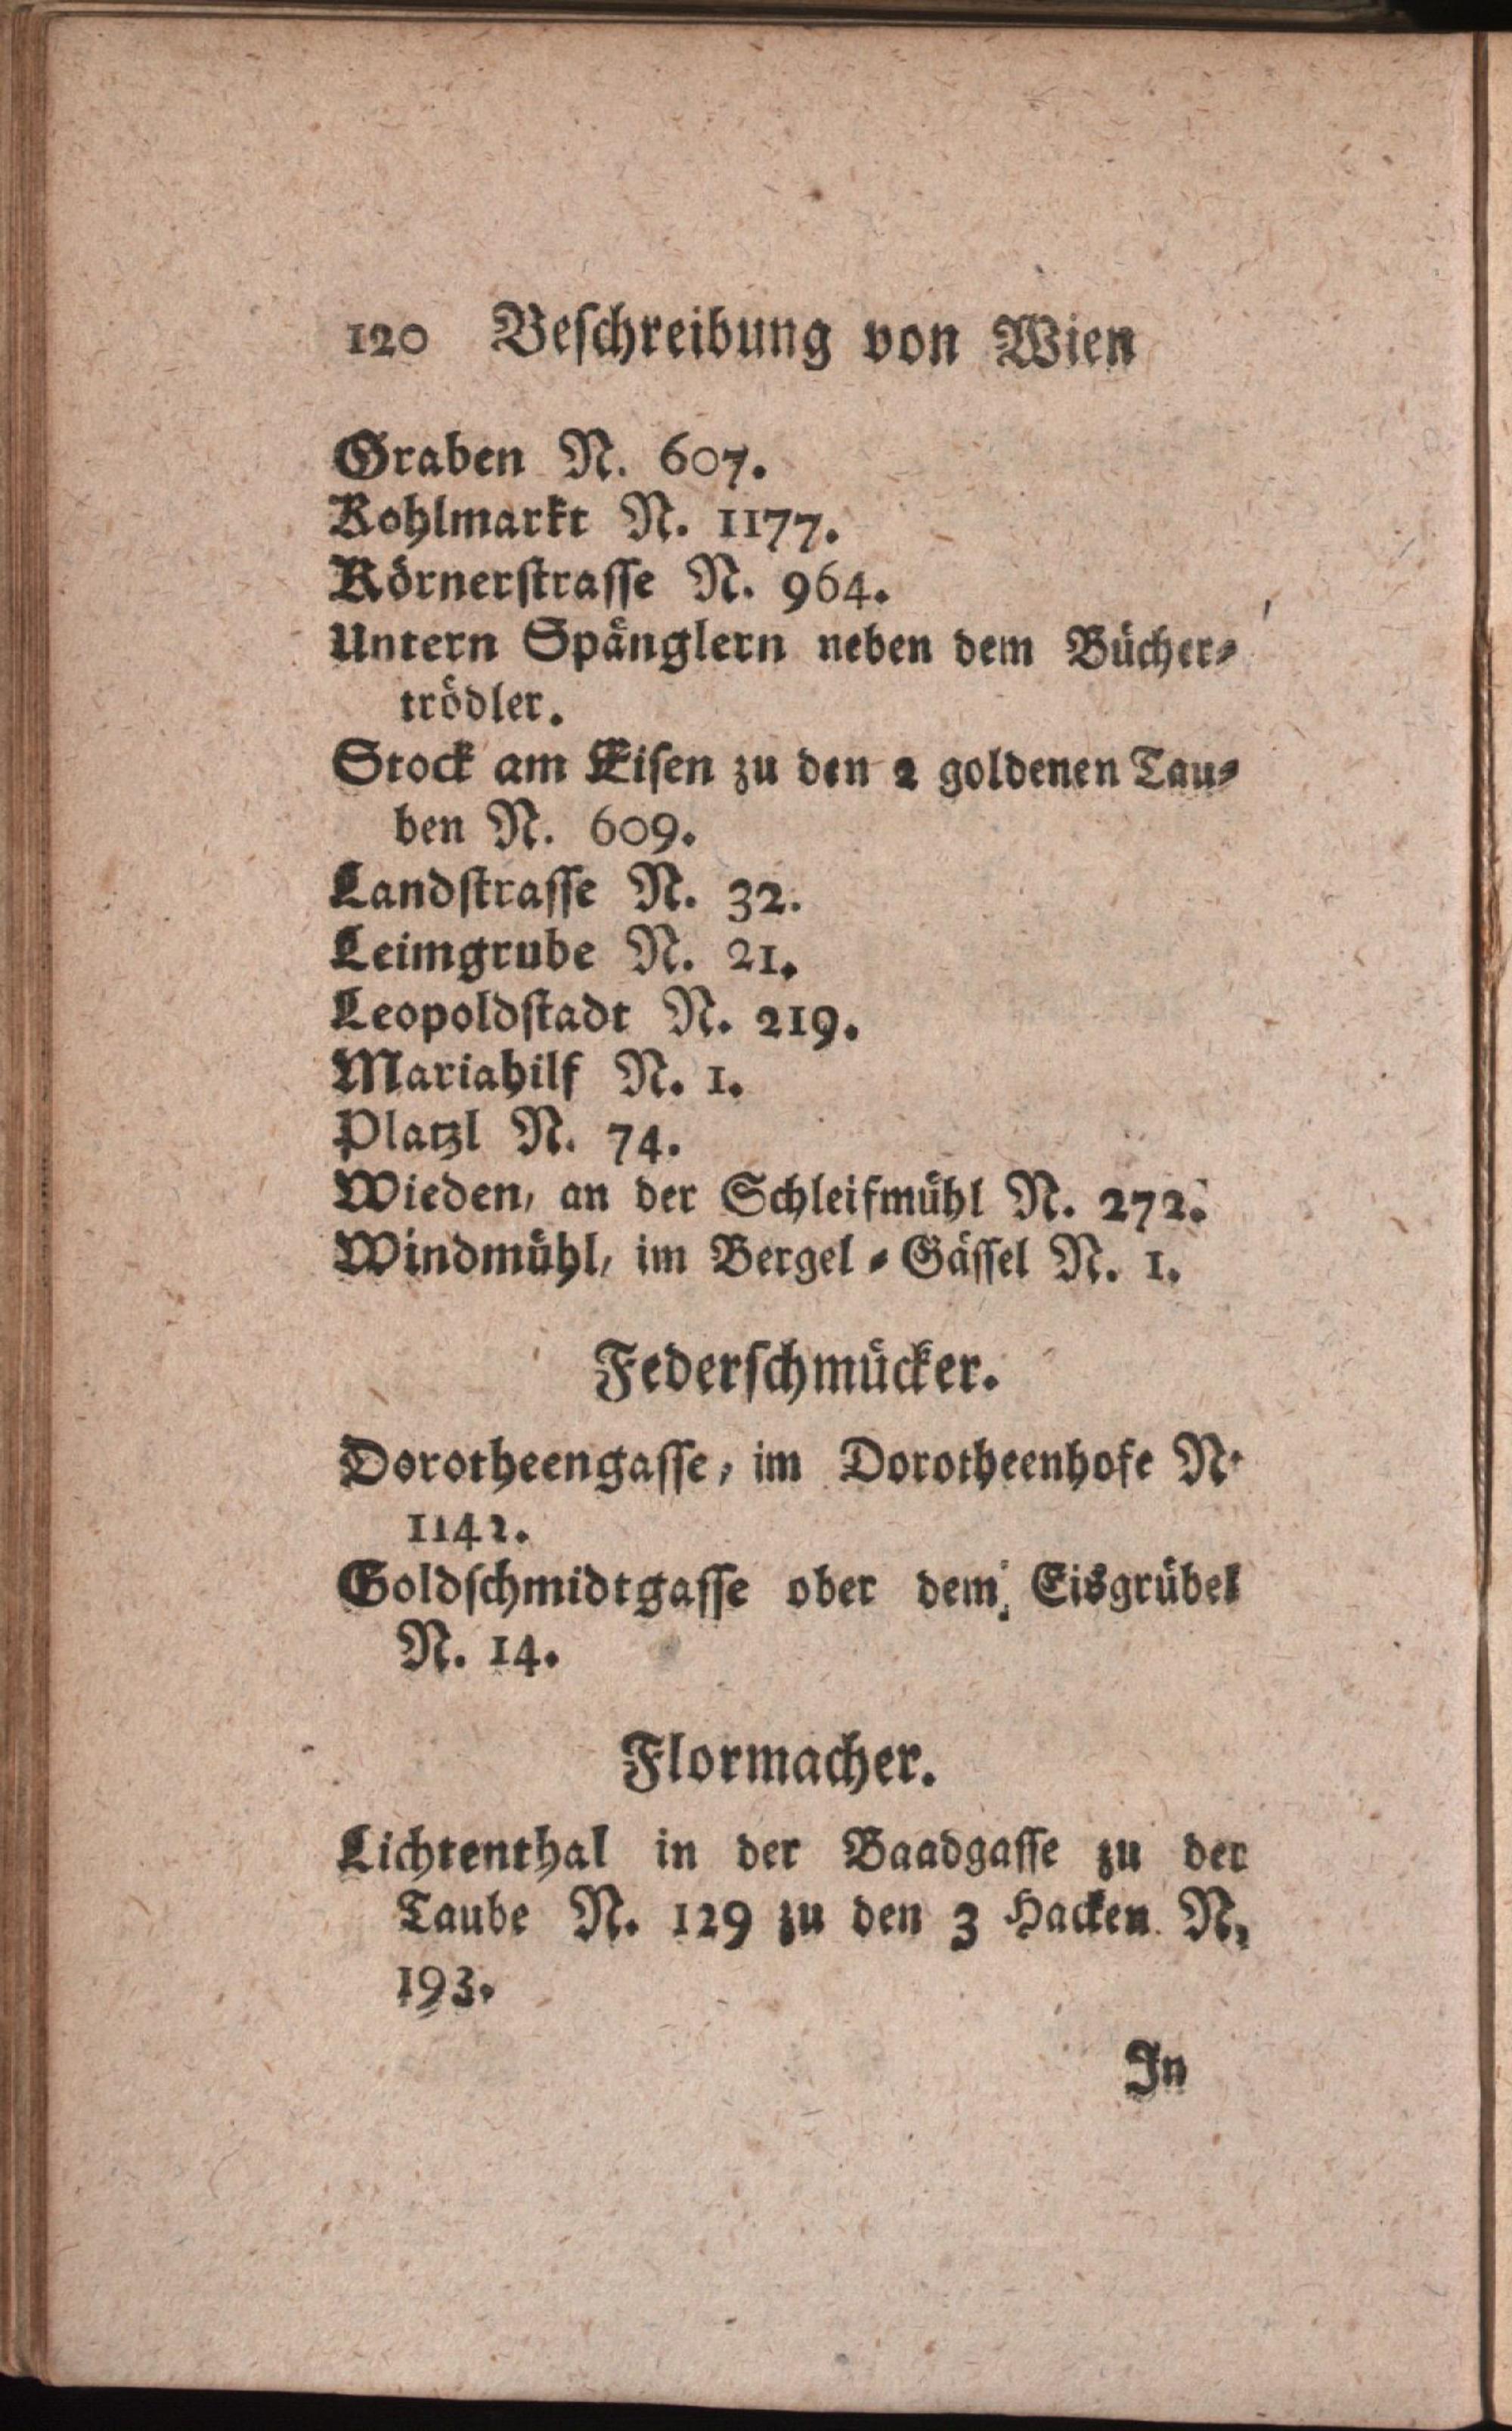 120 Beschreibung von Wien
Graben N. 607.
Kohlmarkt N. 1177.
Körnerstrasse N. 964.
Untern Spänglern neben dem Bücher-
trödler.
Stock am Eisen zu den 2 goldenen Tau-
ben N. 609.
Landstrasse N. 32.
Leimgrube N. 21.
Leopoldstadt N. 219.
Mariahilf N. 1.
Platzl N. 74.
Wieden, an der Schleifmühl N. 272.
Windmühl, im Bergel-Gässel N. 1.
Federschmücker.
Dorotheengasse, im Dorotheenhofe N.
1142.
Goldschmidtgasse ober dem Eisgrübel
N. 14.
Flormacher.
Lichtenthal in der Baadgasse zu der
Taube N. 129 zu den 3 Hacken N.
193.
In